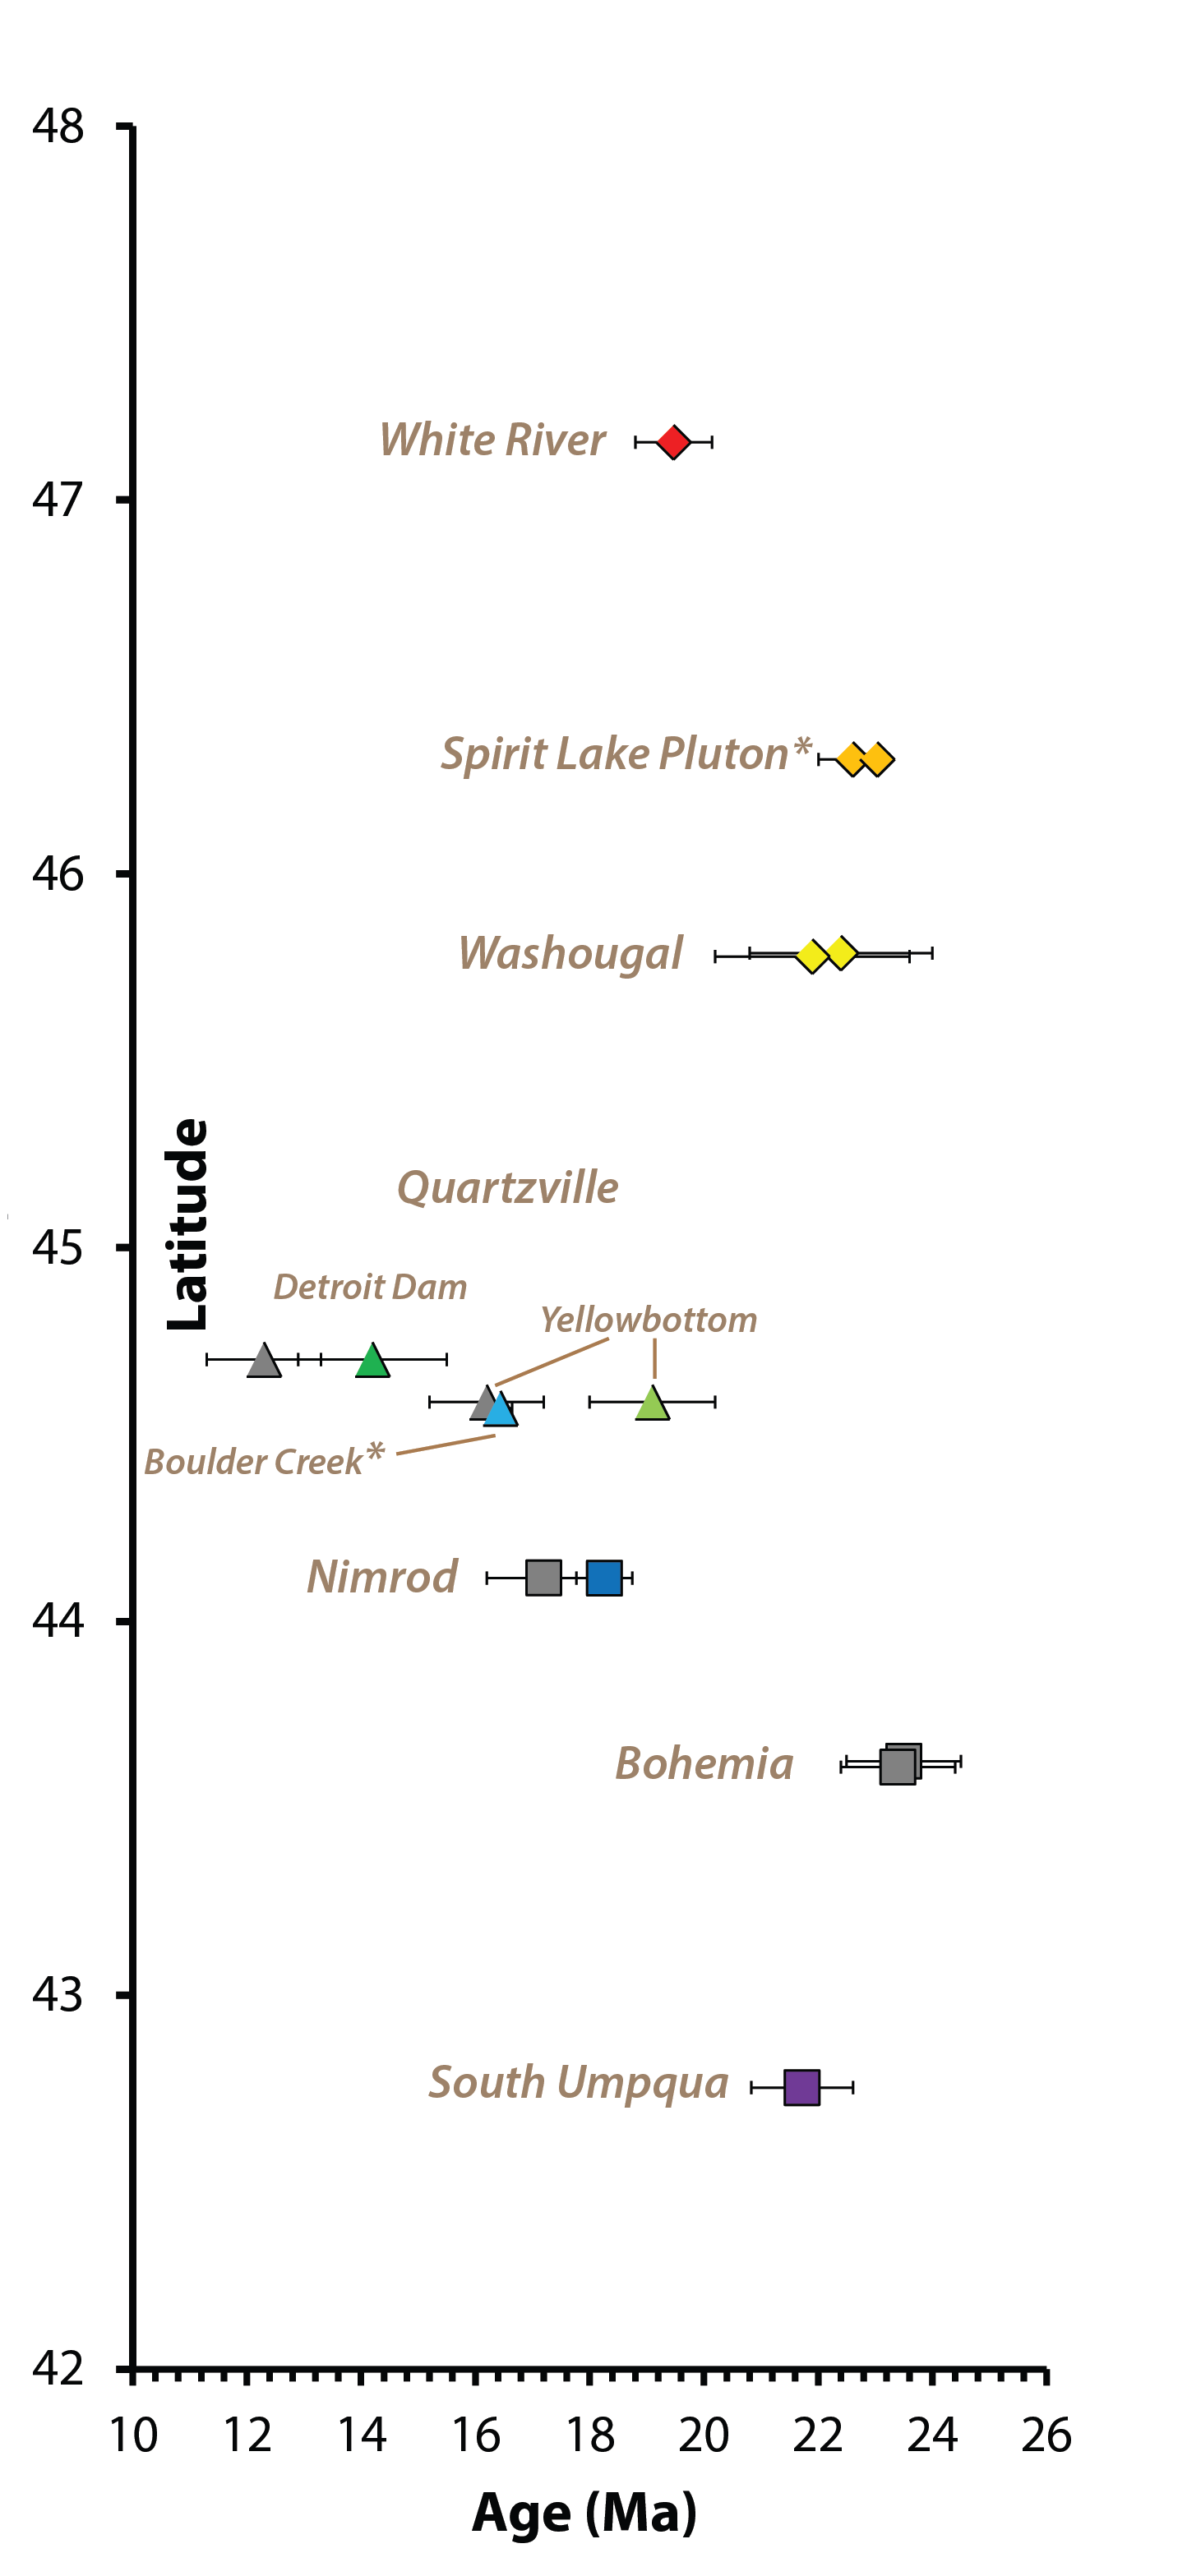 48
White River
47
Spirit Lake Pluton*
46
Washougal
Quartzville
45
Latitude
Detroit Dam
Yellowbottom
Boulder Creek*
Nimrod
44
Bohemia
43
South Umpqua
42
10 12 14 16 18 20 22 24 26
Age (Ma)